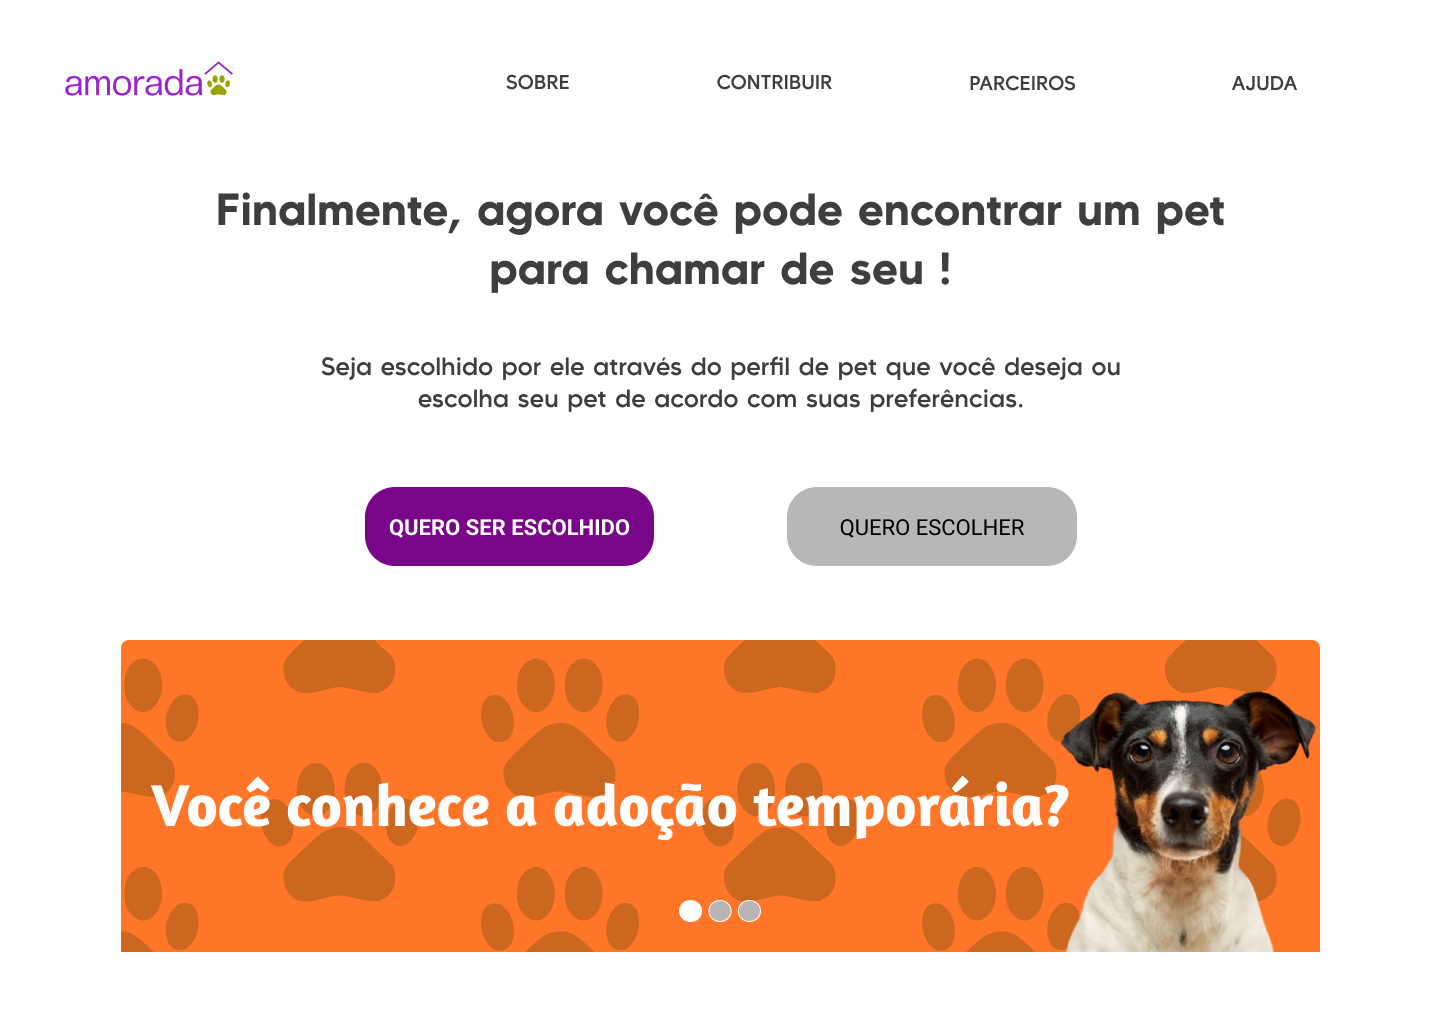 amorada
SOBRE
CONTRIBUIR
PARCEIROS
AJUDA
Finalmente, agora você pode encontrar um pet
para chamar de seu !
Seja escolhido por ele através do perfil de pet que você deseja ou
escolha seu pet de acordo com suas preferências.
QUERO SER ESCOLHIDO
QUERO ESCOLHER
Você conhece a adoção temporária?